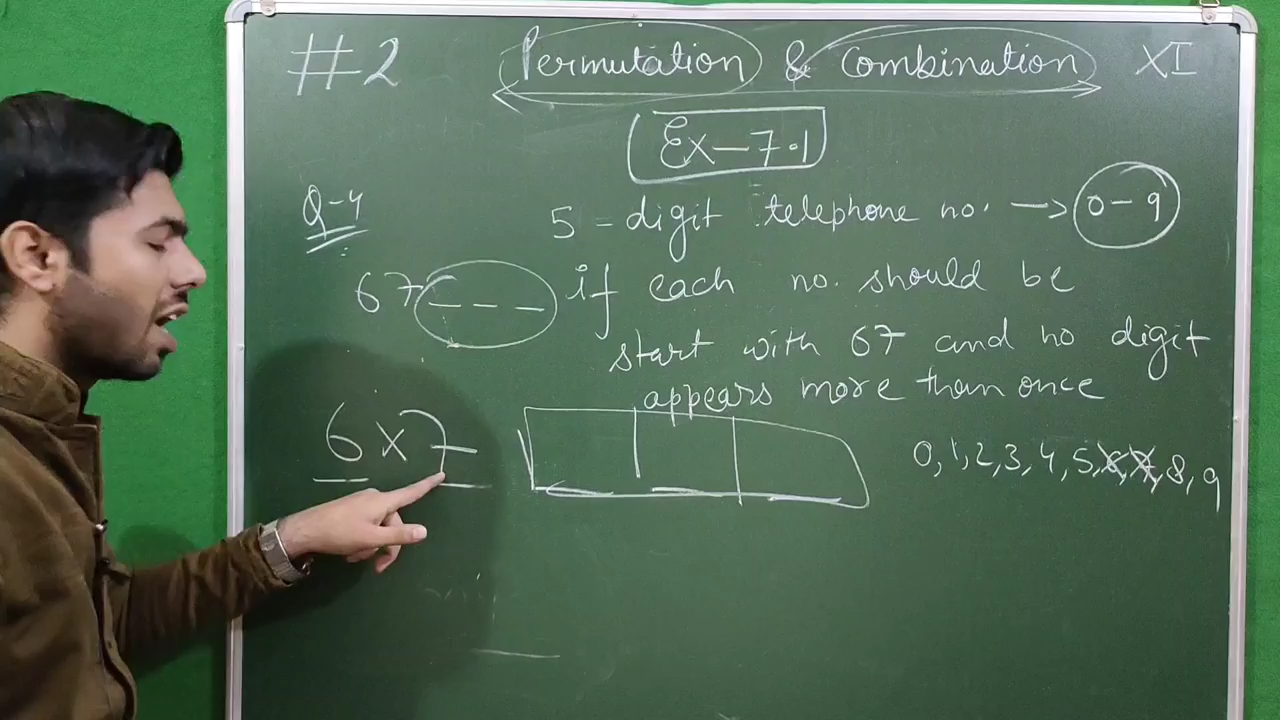 #2 Permutation & Combination XI
Ex-7.1
Q-4 5-digit telephone no. → 0-9
67 _ _ _ if each no. should be
start with 67 and no digit
appears more than once
6 x 7
0,1,2,3,4,5,6,7,8,9